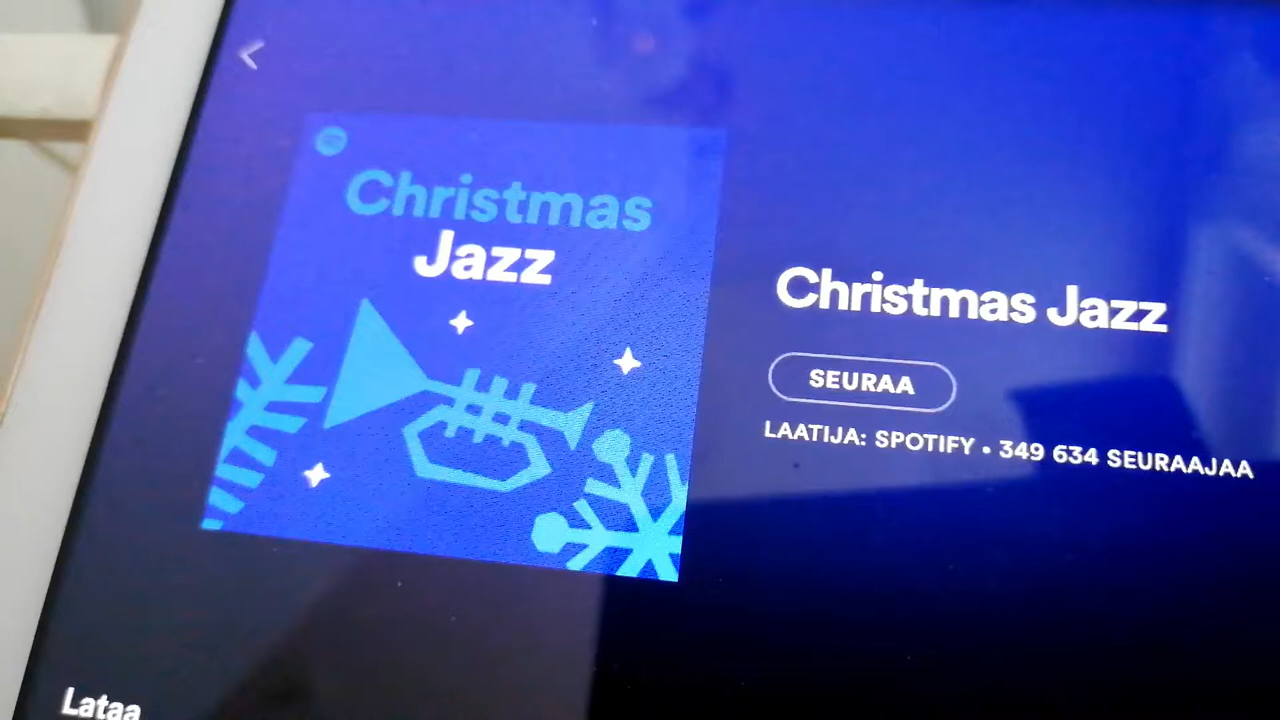 Christmas
Jazz
Christmas Jazz
SEURAA
LAATIJA: SPOTIFY • 349 634 SEURAAJAA
Lataa